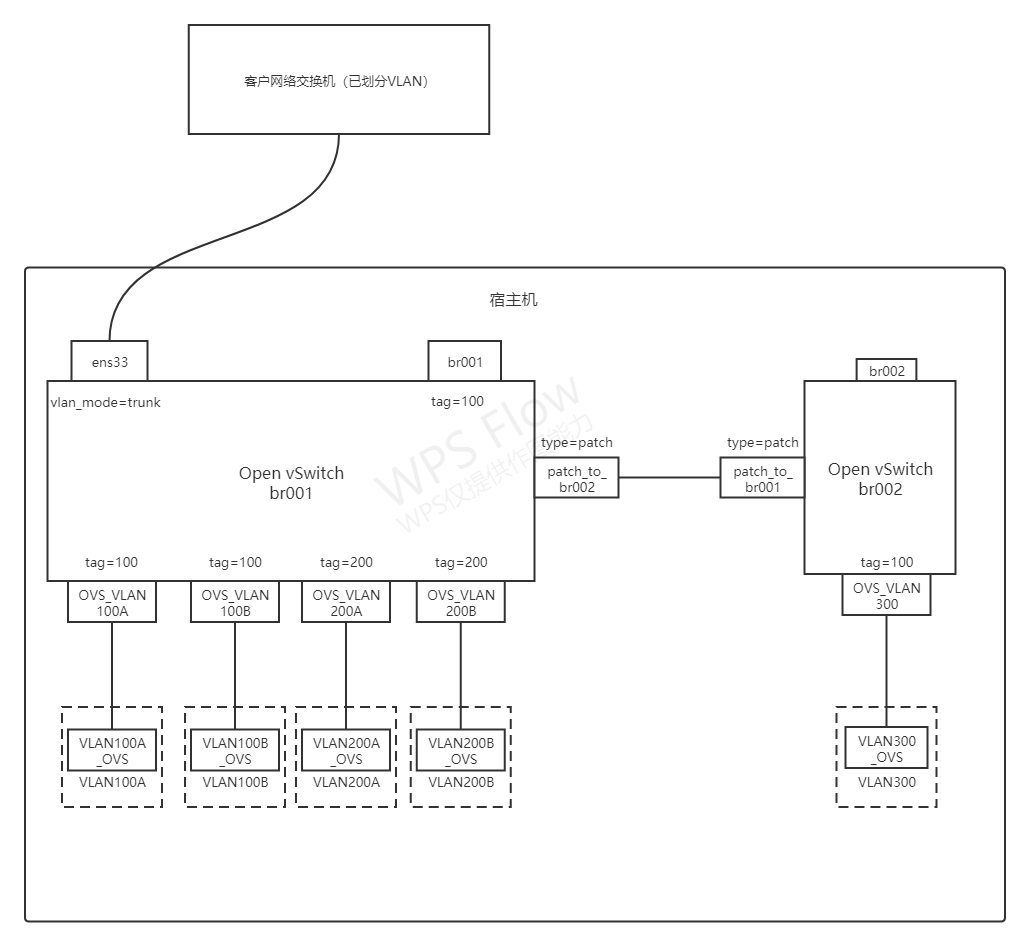 客户网络交换机（已划分VLAN）
宿主机
ens33
br001
br002
vlan_mode=trunk
tag=100
WPS Flow
WPS仅提供作图能力
type=patch
type=patch
Open vSwitch
br001
patch_to_
br002
patch_to_
br001
Open vSwitch
br002
tag=100
tag=100
tag=200
tag=200
tag=100
OVS_VLAN
100A
OVS_VLAN
100B
OVS_VLAN
200A
OVS_VLAN
200B
OVS_VLAN
300
VLAN100A
_OVS
VLAN100A
VLAN100B
_OVS
VLAN100B
VLAN200A
_OVS
VLAN200A
VLAN200B
_OVS
VLAN200B
VLAN300
_OVS
VLAN300